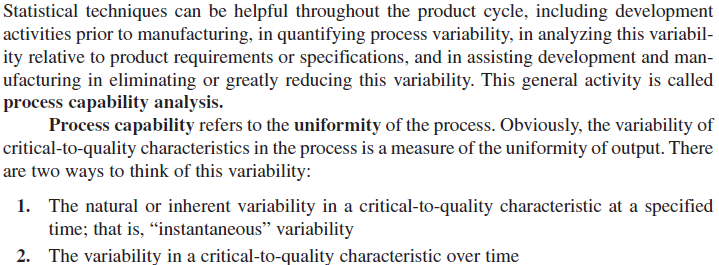 Statistical techniques can be helpful throughout the product cycle, including development
activities prior to manufacturing, in quantifying process variability, in analyzing this variabil-
ity relative to product requirements or specifications, and in assisting development and man-
ufacturing in eliminating or greatly reducing this variability. This general activity is called
process capability analysis.
Process capability refers to the uniformity of the process. Obviously, the variability of
critical-to-quality characteristics in the process is a measure of the uniformity of output. There
are two ways to think of this variability:
1. The natural or inherent variability in a critical-to-quality characteristic at a specified
time; that is, “instantaneous” variability
2. The variability in a critical-to-quality characteristic over time